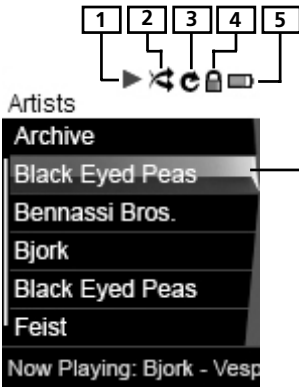 1 2 3 4 5
Artists
Archive
Black Eyed Peas
Bennassi Bros.
Bjork
Black Eyed Peas
Feist
Now Playing: Bjork - Vesp